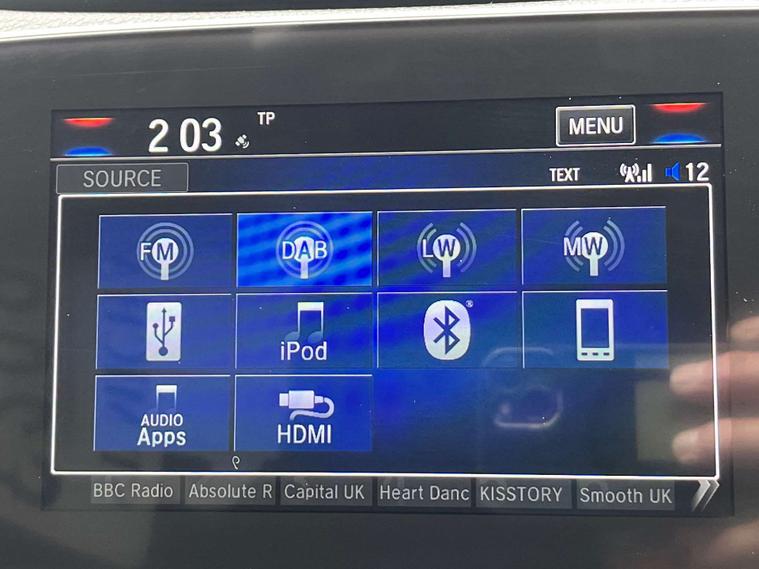 2 03 TP MENU
SOURCE TEXT 12
FM DAB LW MW
iPod
AUDIO
Apps HDMI
BBC Radio Absolute R Capital UK Heart Danc KISSTORY Smooth UK